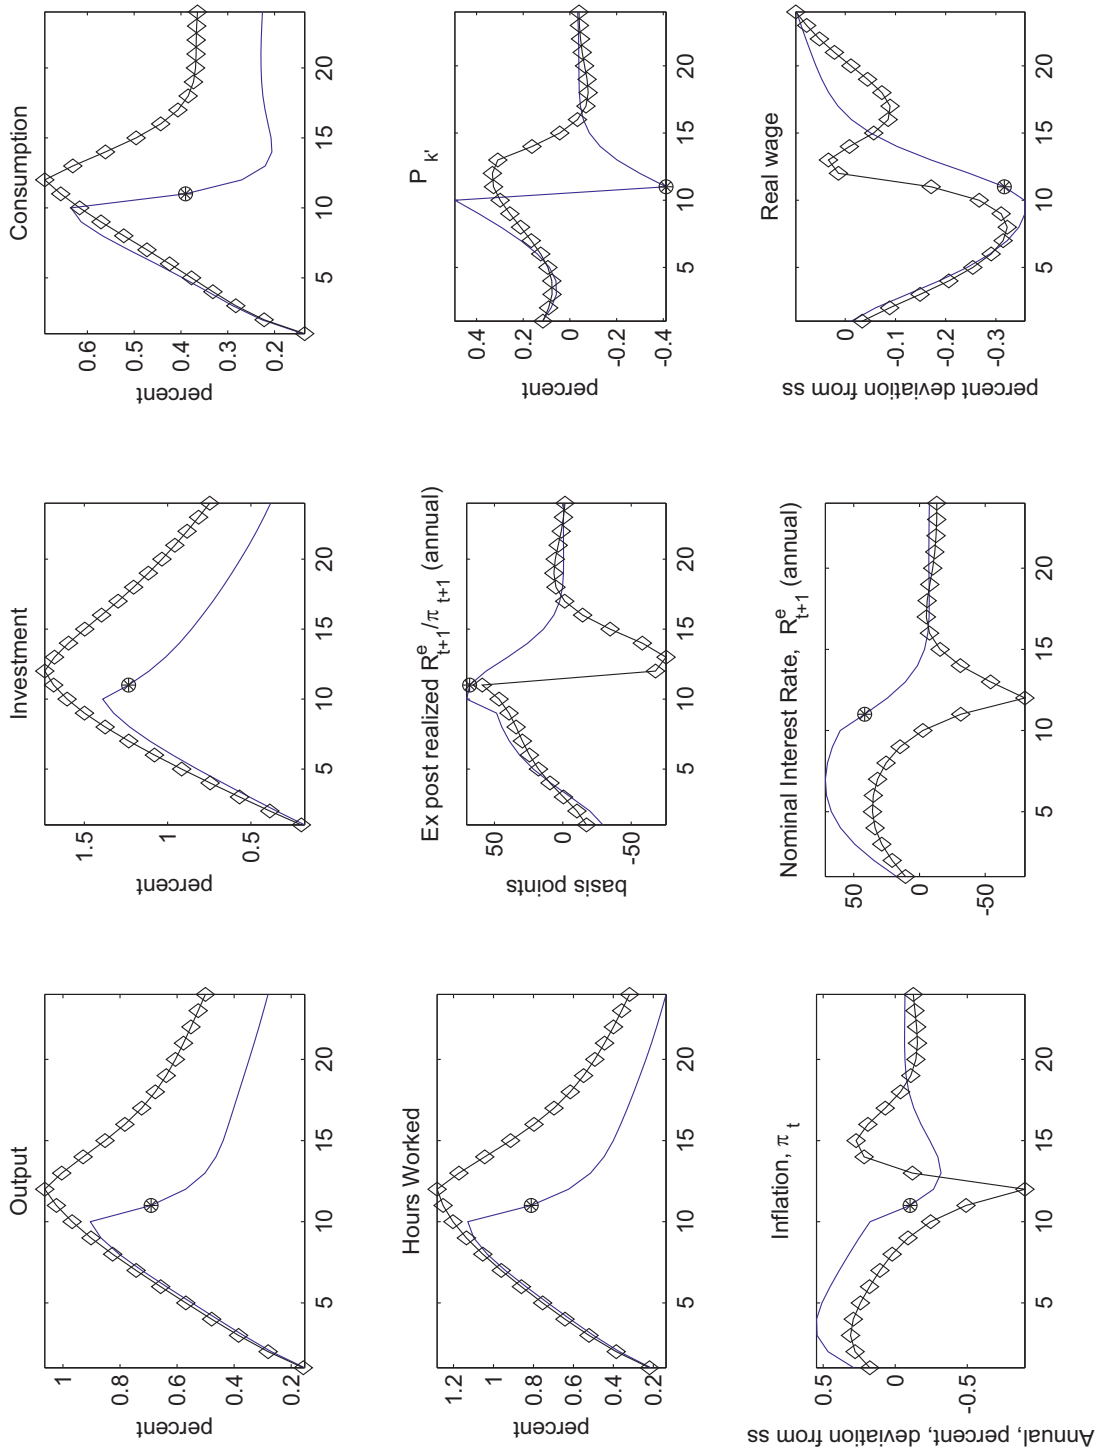 Output
percent
1
0.8
0.6
0.4
0.2
5 10 15 20
Investment
percent
1.5
1
0.5
5 10 15 20
Consumption
percent
0.6
0.5
0.4
0.3
0.2
5 10 15 20
Hours Worked
percent
1.2
1
0.8
0.6
0.4
0.2
5 10 15 20
Ex post realized R^e_{t+1}/π_{t+1} (annual)
basis points
50
0
-50
5 10 15 20
P_{k'}
percent
0.4
0.2
0
-0.2
-0.4
5 10 15 20
Inflation, π_t
Annual, percent, deviation from ss
0.5
0
-0.5
5 10 15 20
Nominal Interest Rate, R^e_{t+1} (annual)
50
0
-50
5 10 15 20
Real wage
percent deviation from ss
0
-0.1
-0.2
-0.3
5 10 15 20